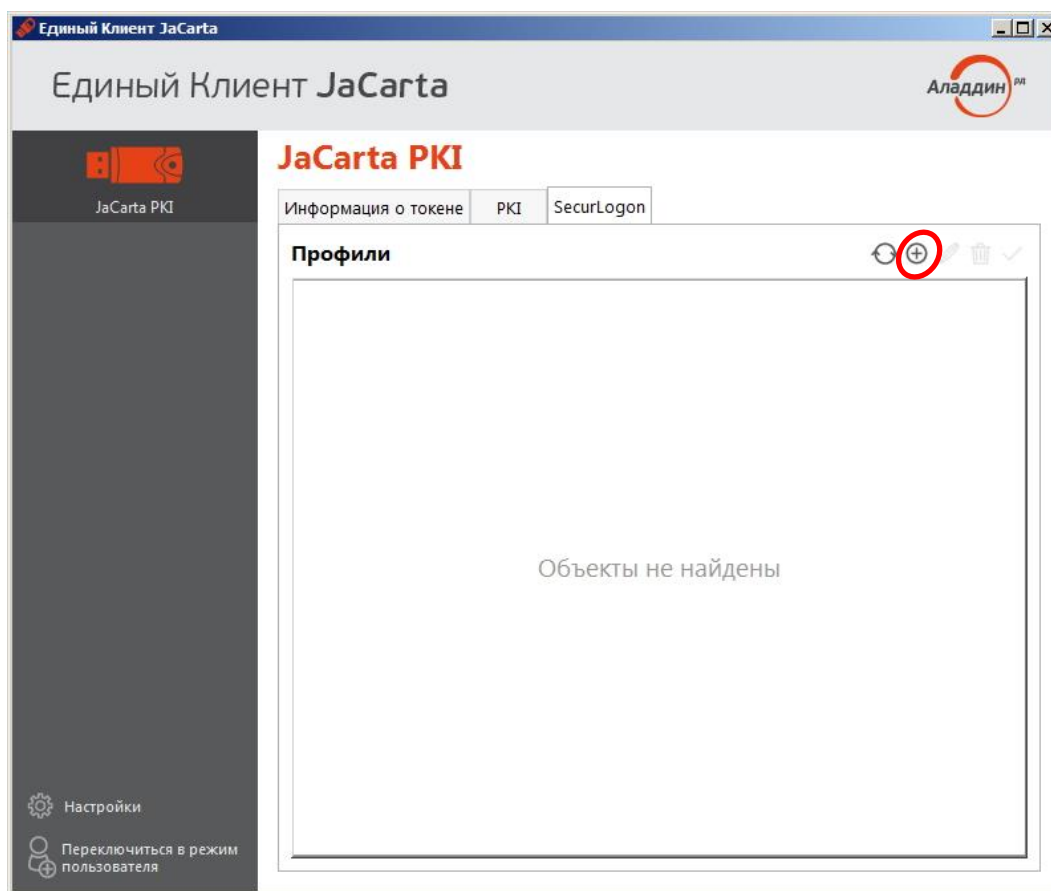 Единый Клиент JaCarta
Единый Клиент JaCarta
Аладдин РД
JaCarta PKI
JaCarta PKI
Информация о токене PKI SecurLogon
Профили
Объекты не найдены
Настройки
Переключиться в режим
пользователя